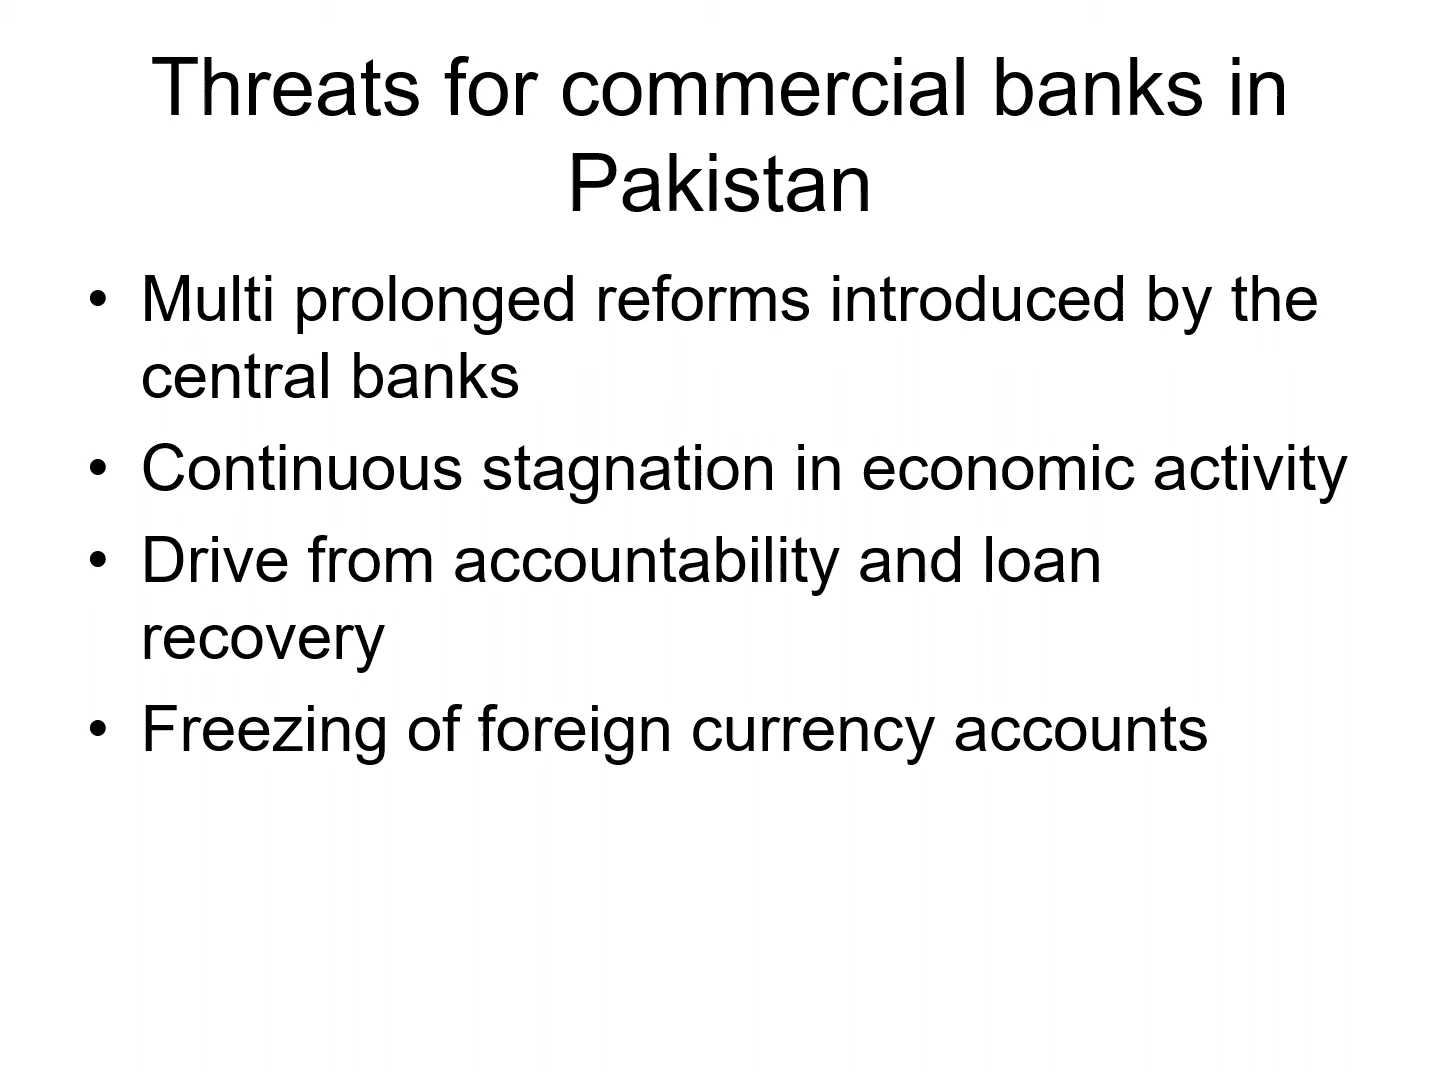 Threats for commercial banks in
Pakistan
• Multi prolonged reforms introduced by the
central banks
• Continuous stagnation in economic activity
• Drive from accountability and loan
recovery
• Freezing of foreign currency accounts